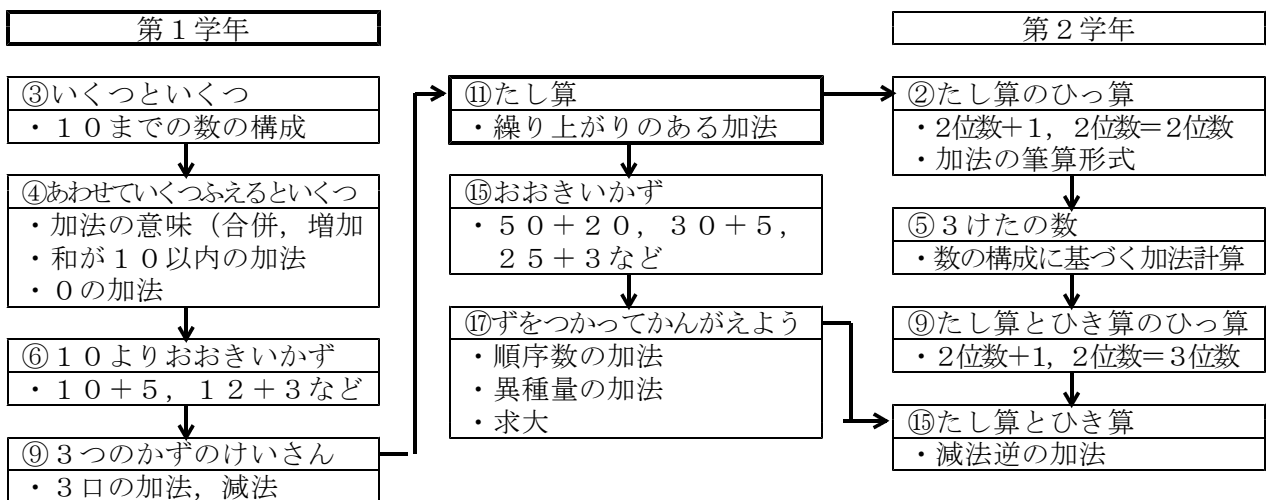 第１学年
③いくつといくつ
・１０までの数の構成
④あわせていくつふえるといくつ
・加法の意味（合併，増加
・和が１０以内の加法
・０の加法
⑥１０よりおおきいかず
・１０＋５，１２＋３など
⑨３つのかずのけいさん
・３口の加法，減法
⑪たし算
・繰り上がりのある加法
⑮おおきいかず
・５０＋２０，３０＋５，
２５＋３など
⑰ずをつかってかんがえよう
・順序数の加法
・異種量の加法
・求大
第２学年
②たし算のひっ算
・2位数＋1，2位数＝2位数
・加法の筆算形式
⑤３けたの数
・数の構成に基づく加法計算
⑨たし算とひき算のひっ算
・2位数＋1，2位数＝３位数
⑮たし算とひき算
・減法逆の加法